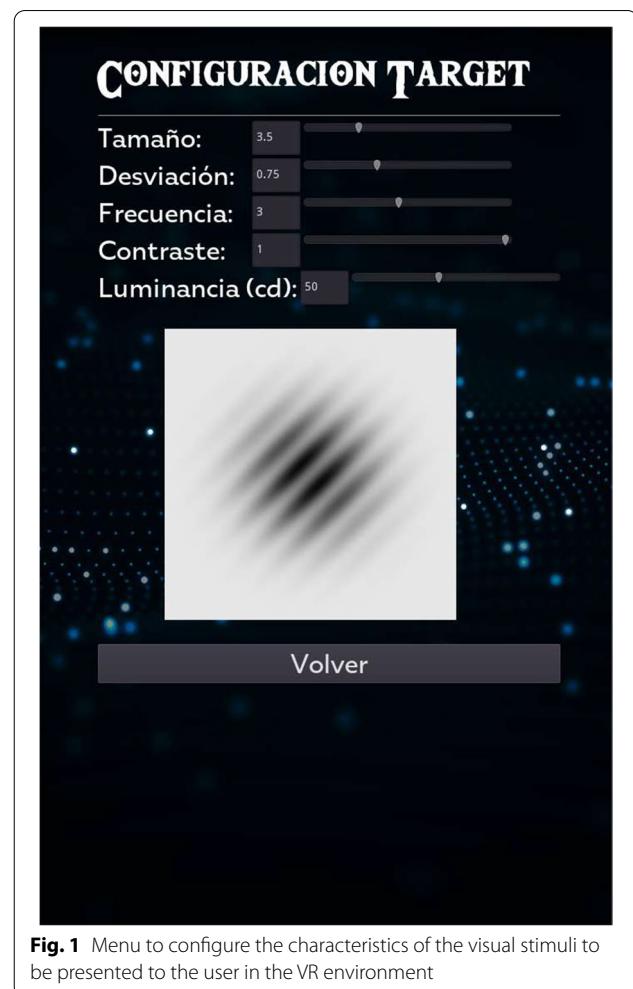 CONFIGURACION TARGET
Tamaño: 3.5
Desviación: 0.75
Frecuencia: 3
Contraste: 1
Luminancia (cd): 50
Volver
Fig. 1 Menu to configure the characteristics of the visual stimuli to
be presented to the user in the VR environment